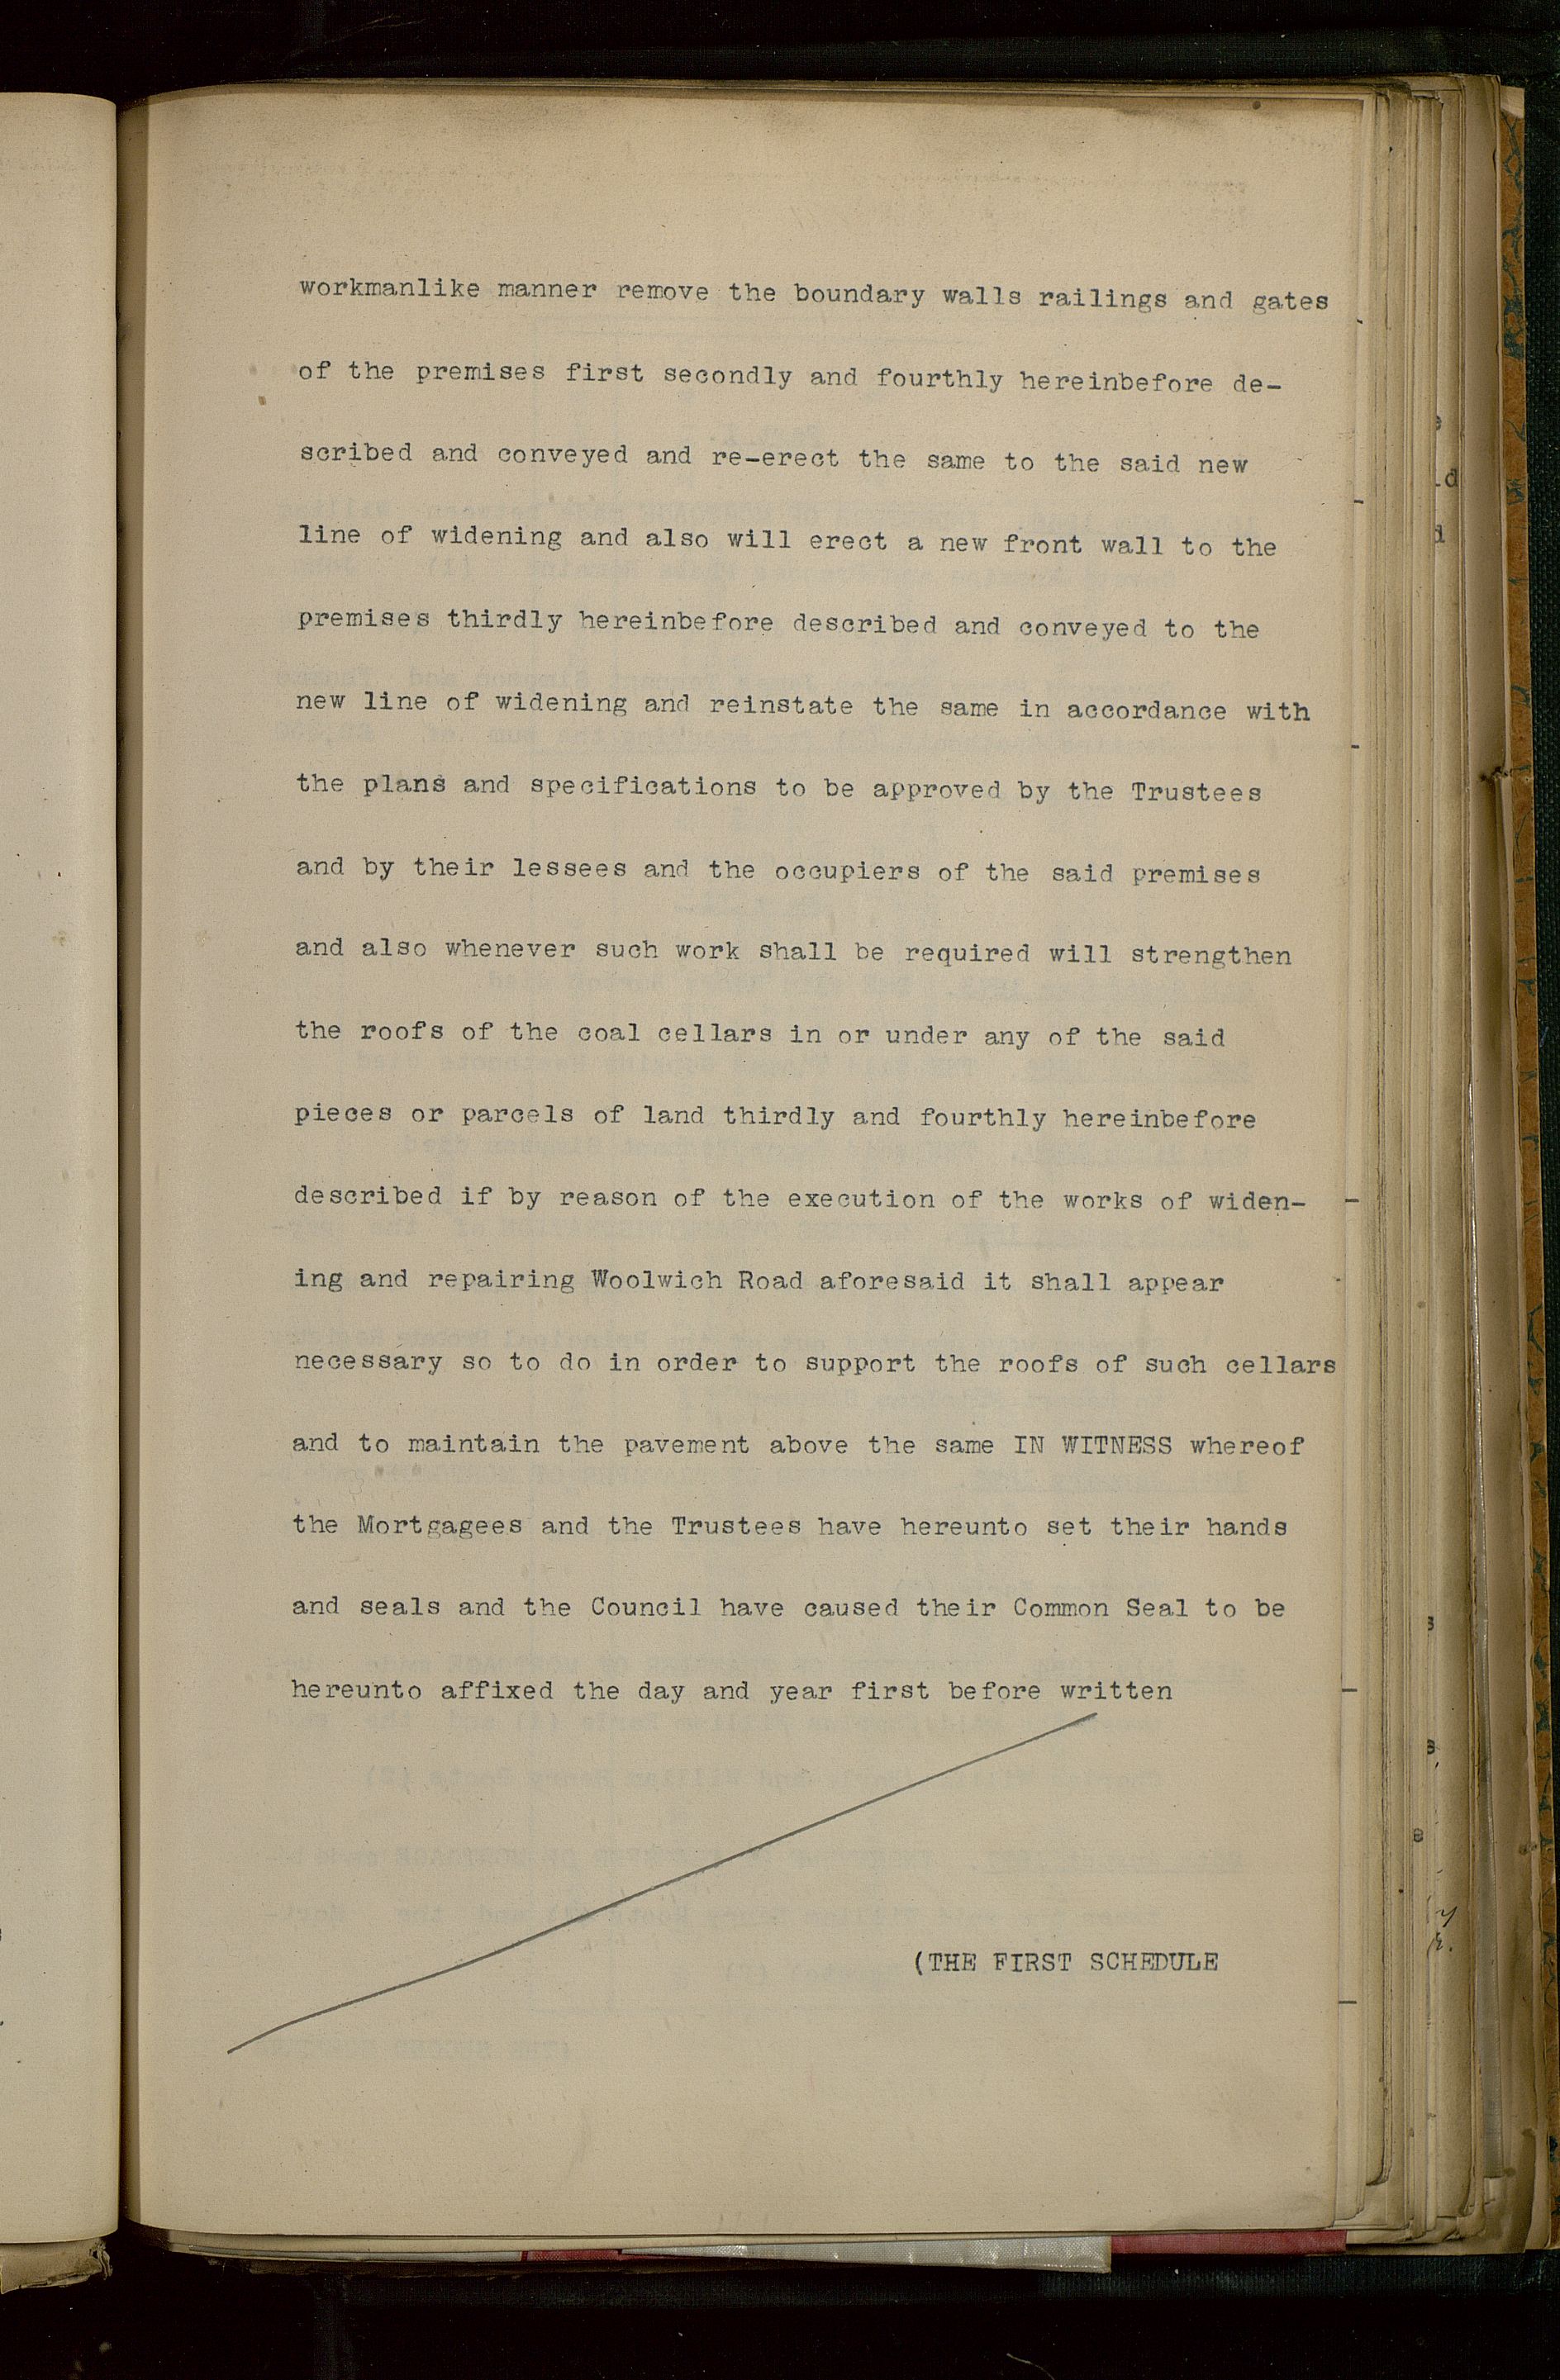 workmanlike manner remove the boundary walls railings and gates
of the premises first secondly and fourthly hereinbefore de-
scribed and conveyed and re-erect the same to the said new
line of widening and also will erect a new front wall to the
premises thirdly hereinbefore described and conveyed to the
new line of widening and reinstate the same in accordance with
the plans and specifications to be approved by the Trustees
and by their lessees and the occupiers of the said premises
and also whenever such work shall be required will strengthen
the roofs of the coal cellars in or under any of the said
pieces or parcels of land thirdly and fourthly hereinbefore
described if by reason of the execution of the works of widen-
ing and repairing Woolwich Road aforesaid it shall appear
necessary so to do in order to support the roofs of such cellars
and to maintain the pavement above the same IN WITNESS whereof
the Mortgagees and the Trustees have hereunto set their hands
and seals and the Council have caused their Common Seal to be
hereunto affixed the day and year first before written
(THE FIRST SCHEDULE